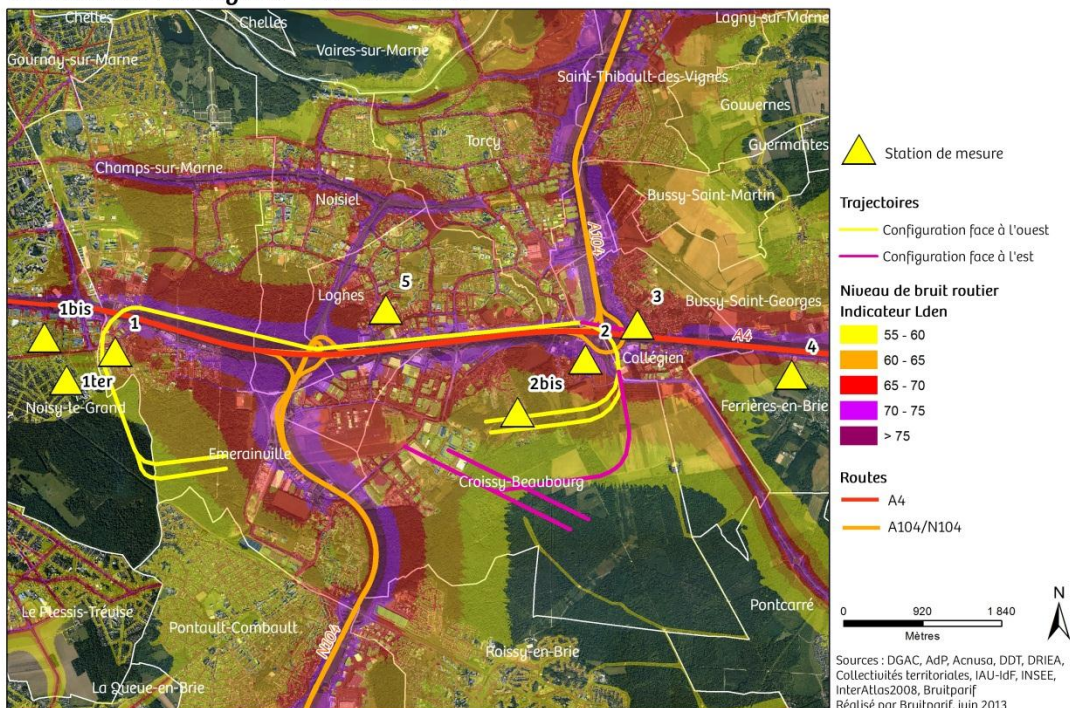 Chelles
Chelles
Lagny-sur-Marne
Gournay-sur-Marne
Vaires-sur-Marne
Saint-Thibault-des-Vignes
Gouvernes
Torcy
Guermantes
Champs-sur-Marne
Noisiel
Bussy-Saint-Martin
A104
5
Lognes
3
Bussy-Saint-Georges
1bis
1
2
A4
4
Collégien
1ter
2bis
Noisy-le-Grand
Ferrières-en-Brie
Emerainville
Croissy-Beaubourg
Le Plessis-Trévise
Pontcarré
Pontault-Combault
N104
Roissy-en-Brie
La Queue-en-Brie
Station de mesure
Trajectoires
Configuration face à l'ouest
Configuration face à l'est
Niveau de bruit routier
Indicateur Lden
55 - 60
60 - 65
65 - 70
70 - 75
> 75
Routes
A4
A104/N104
N
0 920 1 840
Mètres
Sources : DGAC, AdP, Acnusa, DDT, DRIEA,
Collectivités territoriales, IAU-IdF, INSEE,
InterAtlas2008, Bruitparif
Réalisé par Bruitparif, juin 2013